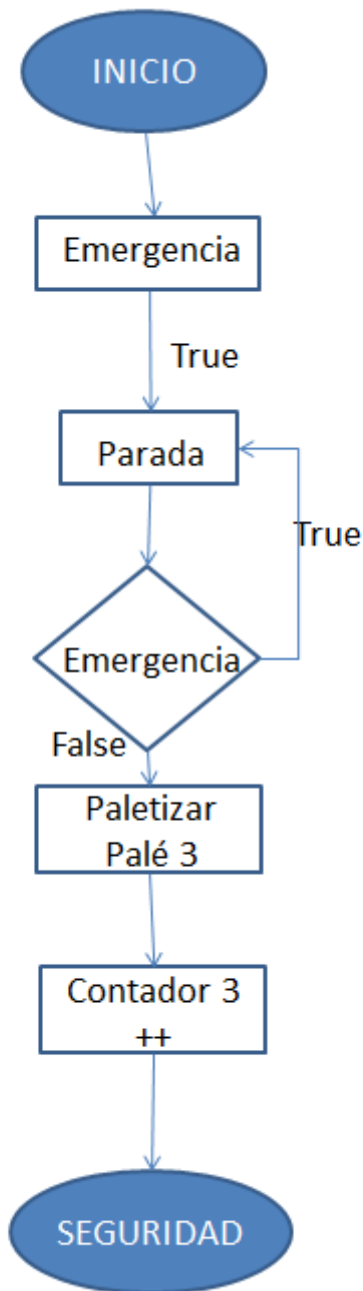 INICIO
Emergencia
True
Parada
True
Emergencia
False
Paletizar
Palé 3
Contador 3
++
SEGURIDAD